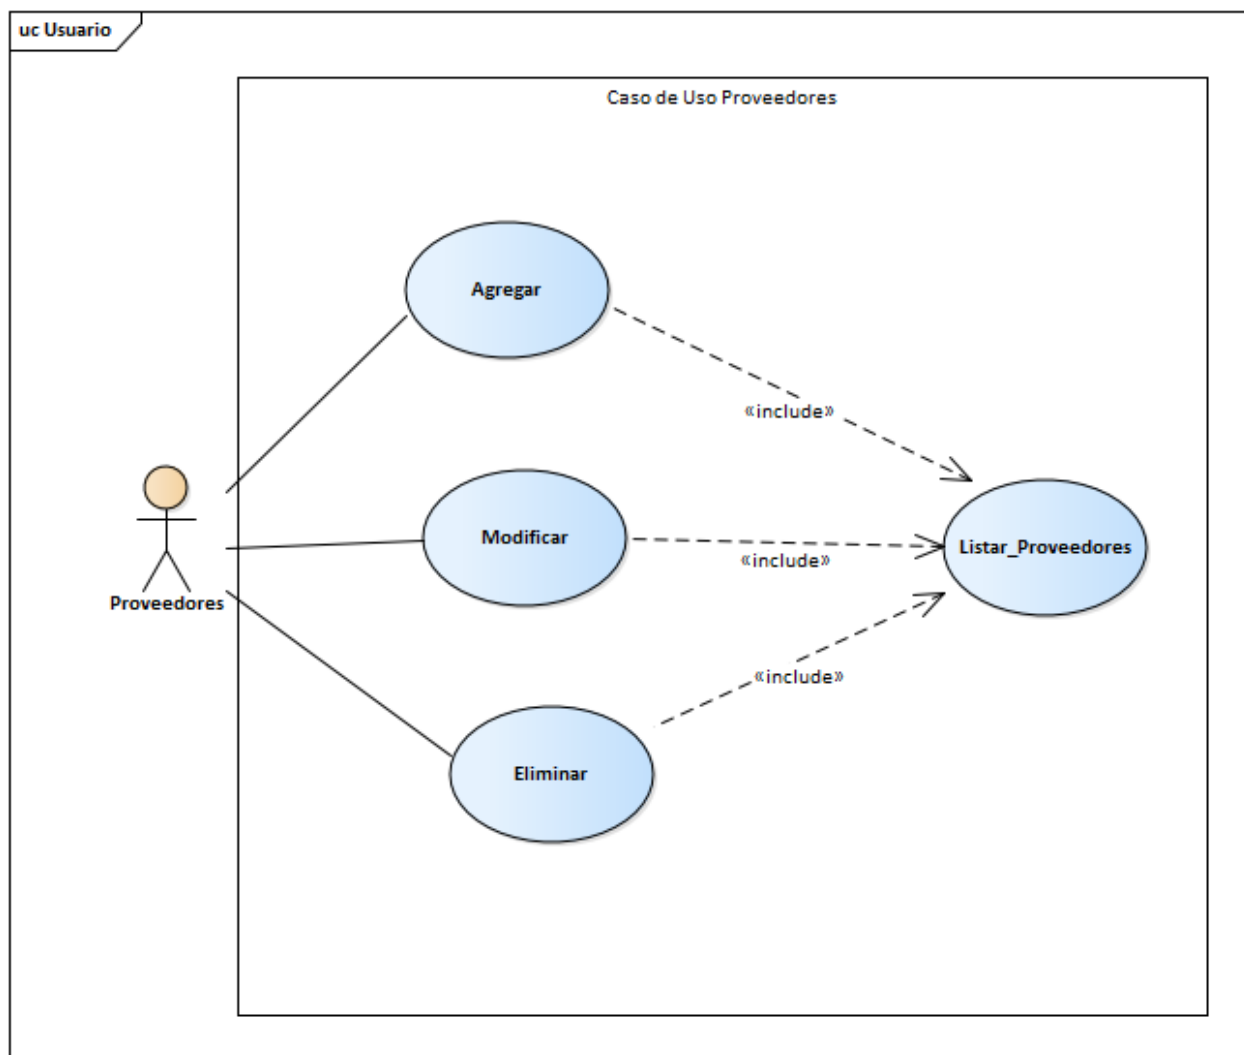 uc Usuario
Caso de Uso Proveedores
Agregar
«include»
Modificar
«include»
Listar_Proveedores
Proveedores
«include»
Eliminar